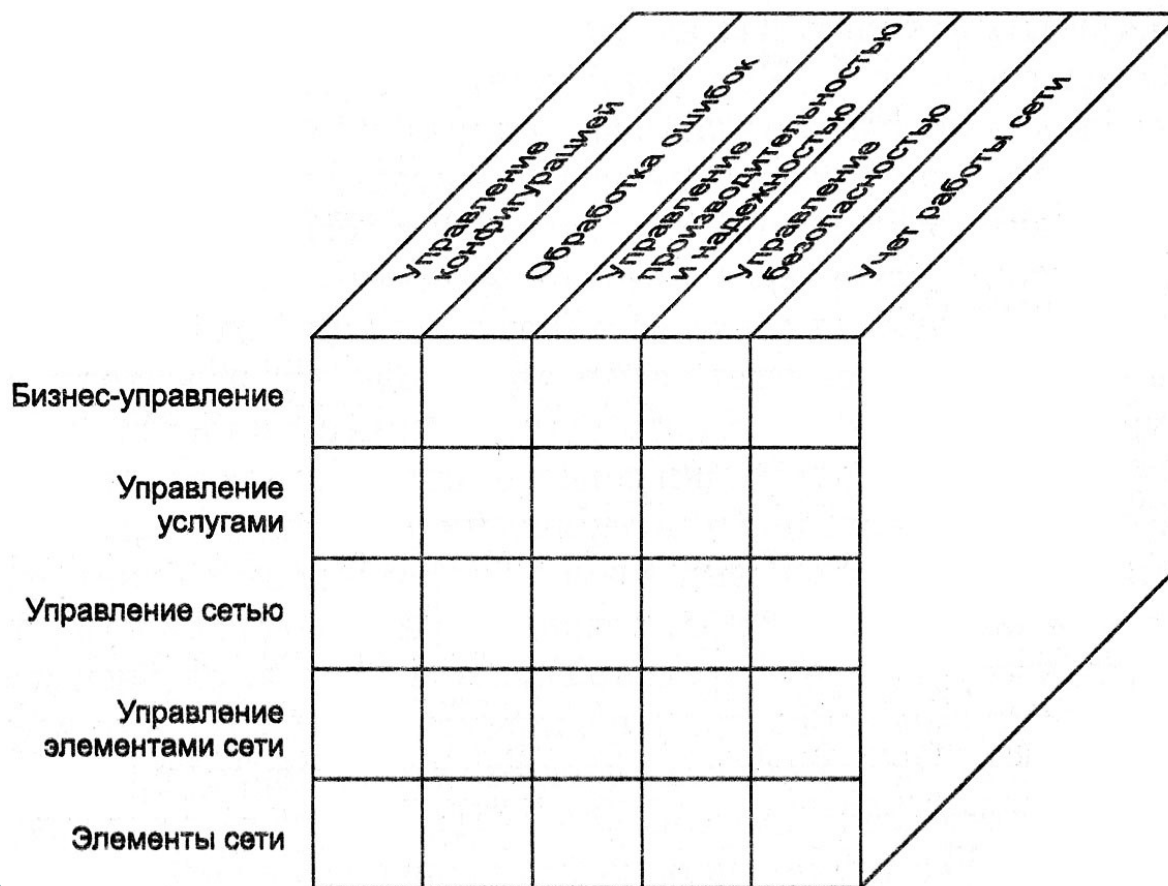 Управление
конфигурацией
Обработка ошибок
Управление
производительностью
и надежностью
Управление
безопасностью
Учет работы сети
Бизнес-управление
Управление
услугами
Управление сетью
Управление
элементами сети
Элементы сети